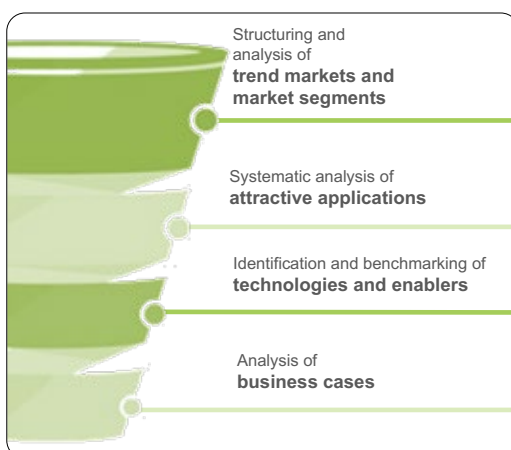 Structuring and
analysis of
trend markets and
market segments
Systematic analysis of
attractive applications
Identification and benchmarking of
technologies and enablers
Analysis of
business cases